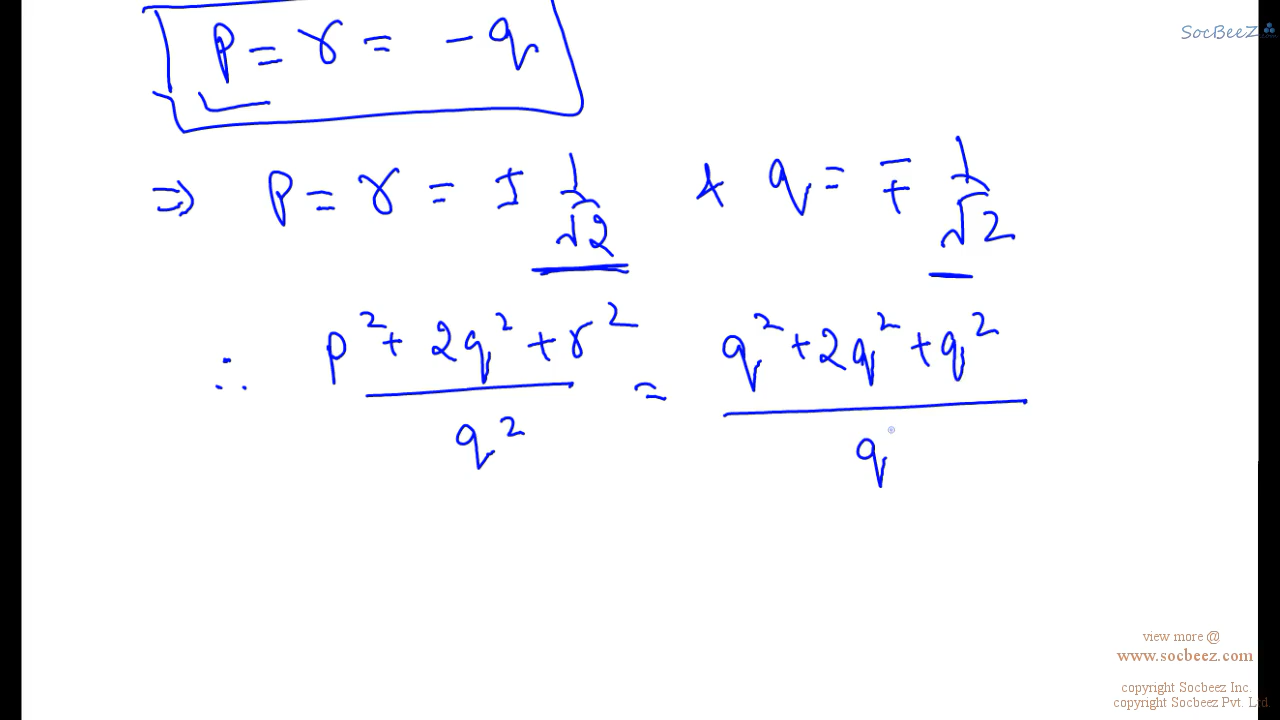 SocBeeZ
p = r = - q
⇒ p = r = ± 1/√2 & q = ∓ 1/√2
∴ (p² + 2q² + r²)/q² = (q² + 2q² + q²)/q
view more @
www.socbeez.com
copyright Socbeez Inc.
copyright Socbeez Pvt. Ltd.